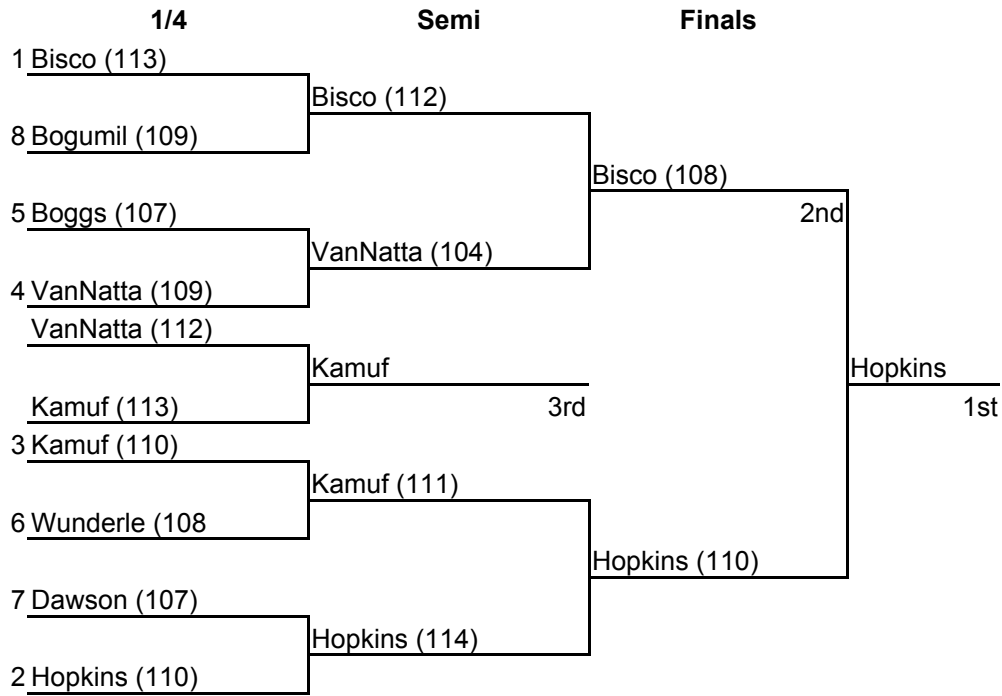 1/4 Semi Finals
1 Bisco (113)
Bisco (112)
8 Bogumil (109)
Bisco (108)
5 Boggs (107)
2nd
VanNatta (104)
4 VanNatta (109)
VanNatta (112)
Kamuf
Hopkins
Kamuf (113)
3rd
1st
3 Kamuf (110)
Kamuf (111)
6 Wunderle (108
Hopkins (110)
7 Dawson (107)
Hopkins (114)
2 Hopkins (110)